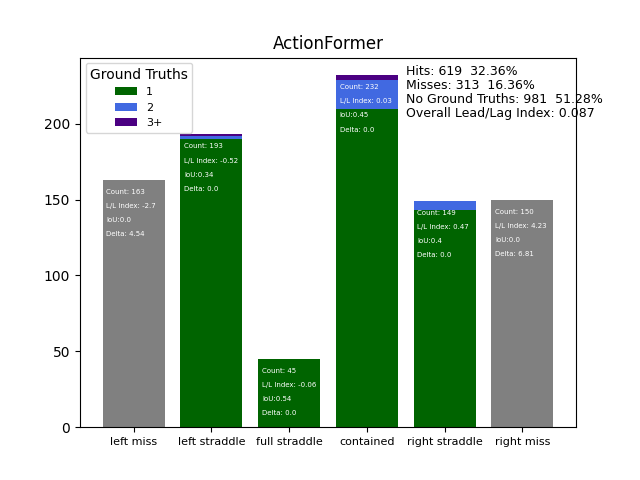 ActionFormer
Ground Truths
1
2
3+
Hits: 619  32.36%
Misses: 313  16.36%
No Ground Truths: 981  51.28%
Overall Lead/Lag Index: 0.087
200
150
100
50
0
Count: 163
L/L Index: -2.7
IoU:0.0
Delta: 4.54
Count: 193
L/L Index: -0.52
IoU:0.34
Delta: 0.0
Count: 45
L/L Index: -0.06
IoU:0.54
Delta: 0.0
Count: 232
L/L Index: 0.03
IoU:0.45
Delta: 0.0
Count: 149
L/L Index: 0.47
IoU:0.4
Delta: 0.0
Count: 150
L/L Index: 4.23
IoU:0.0
Delta: 6.81
left miss
left straddle
full straddle
contained
right straddle
right miss